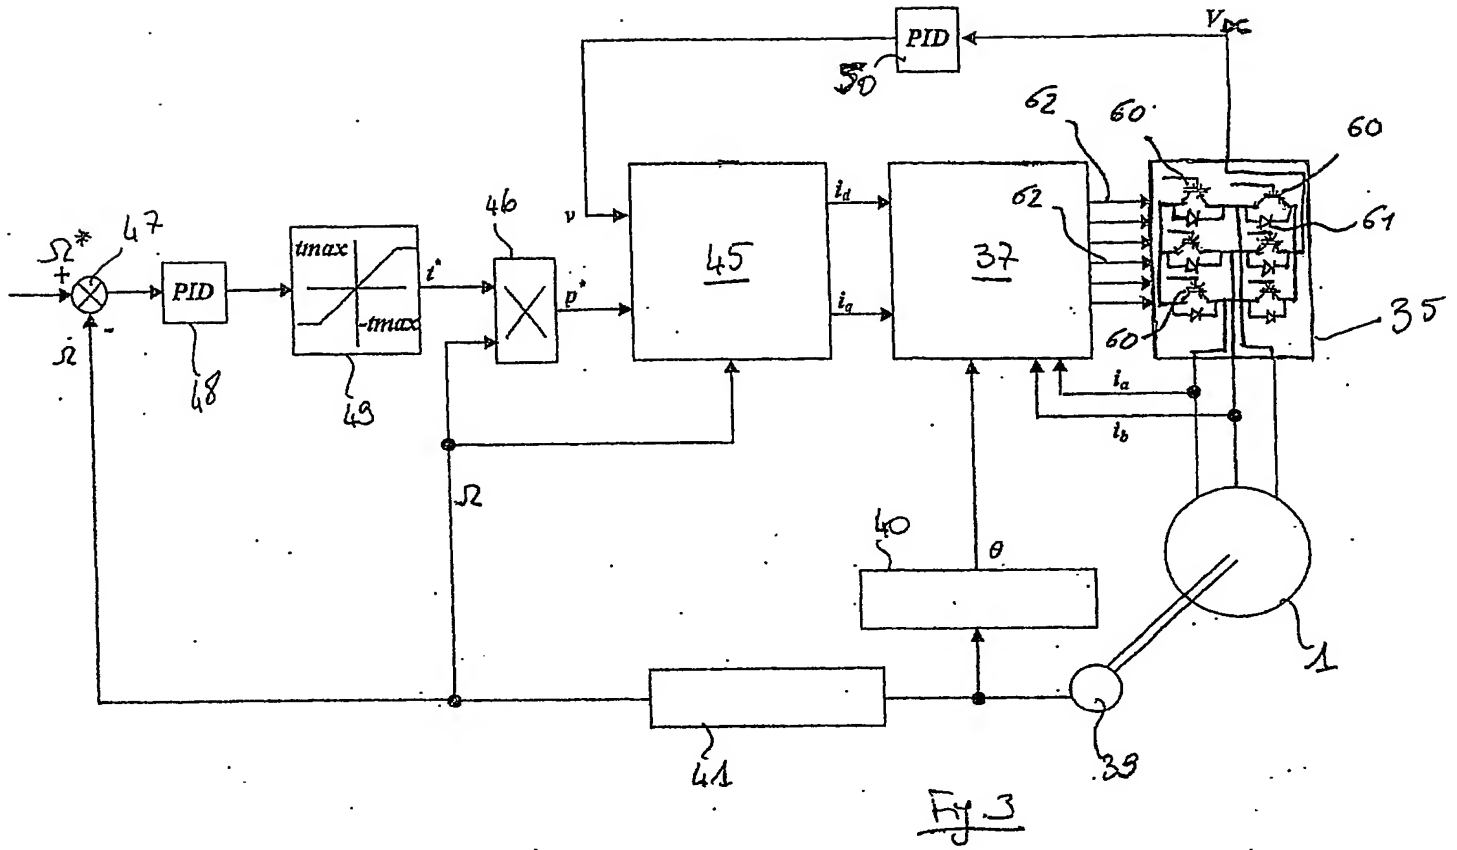 V_DC
PID
50
62
60
60
62
61
60
35
v
45
i_d
i_q
37
Ω*
47
+
-
Ω
PID
48
tmax
-tmax
49
t*
46
p*
i_a
i_b
Ω
40
θ
1
39
41
Fig. 3